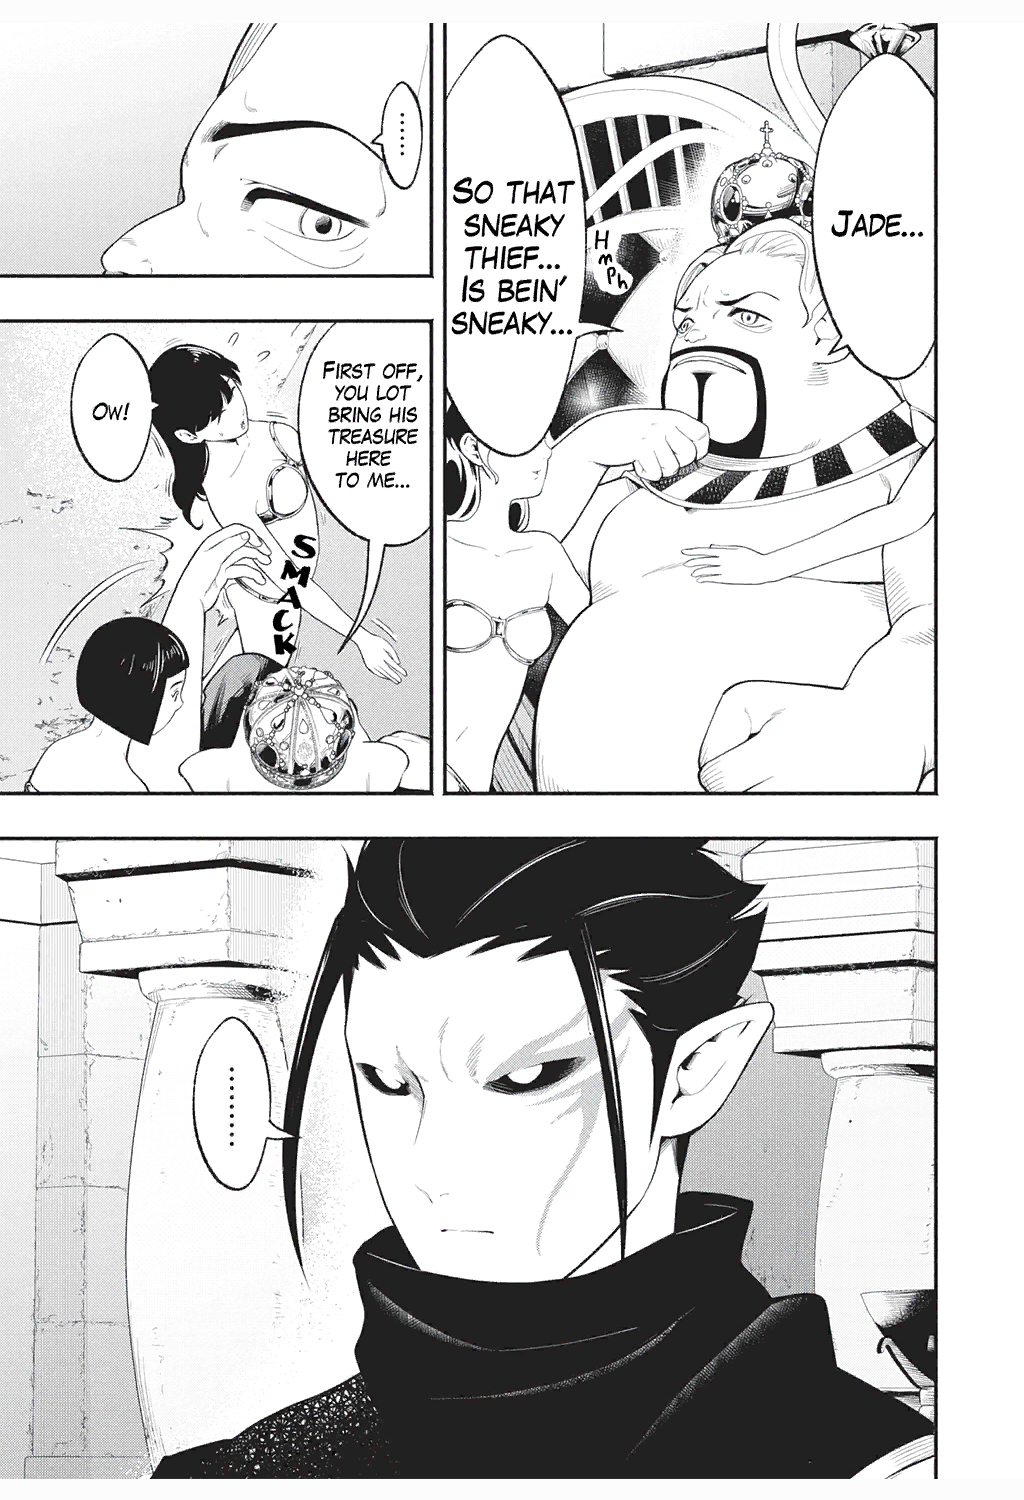 JADE...
SO THAT
SNEAKY
THIEF...
IS BEIN'
SNEAKY...
Hmph
.......
FIRST OFF,
YOU LOT
BRING HIS
TREASURE
HERE
TO ME...
SMACK
OW!
.........